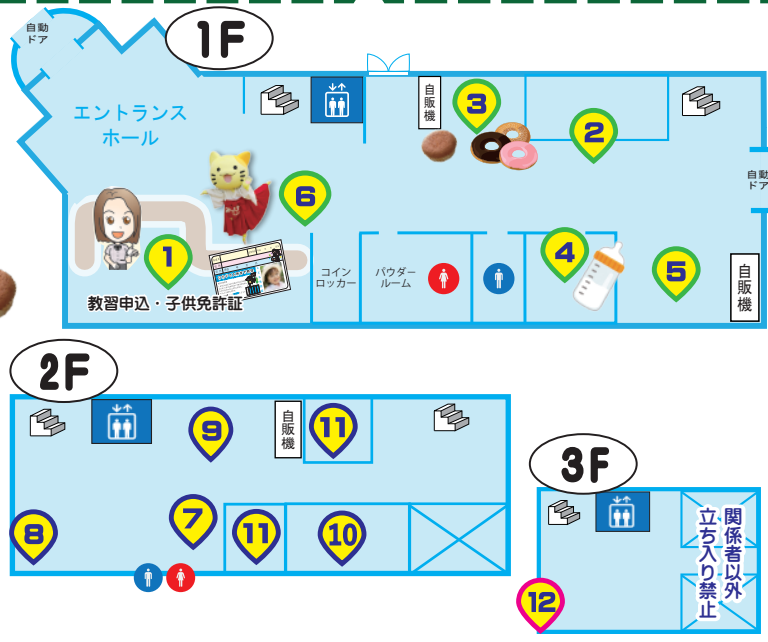 1F
自動
ドア
エントランス
ホール
自販機
3
2
自動
ドア
6
1
教習申込・子供免許証
コイン
ロッカー
パウダー
ルーム
4
5
自販機
2F
9
自販機
11
8
7
11
10
3F
12
関係者以外
立ち入り禁止